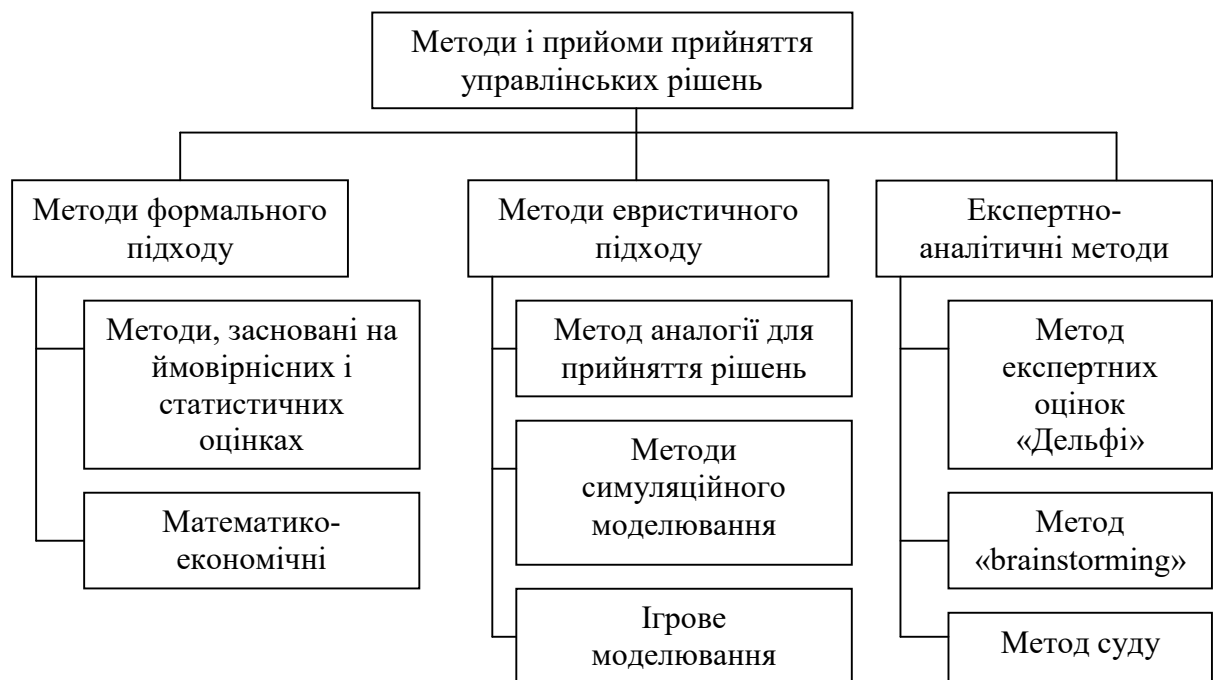 Методи і прийоми прийняття
управлінських рішень
Методи формального
підходу
Методи, засновані на
ймовірнісних і
статистичних
оцінках
Математико-
економічні
Методи евристичного
підходу
Метод аналогії для
прийняття рішень
Методи
симуляційного
моделювання
Ігрове
моделювання
Експертно-
аналітичні методи
Метод
експертних
оцінок
«Дельфі»
Метод
«brainstorming»
Метод суду